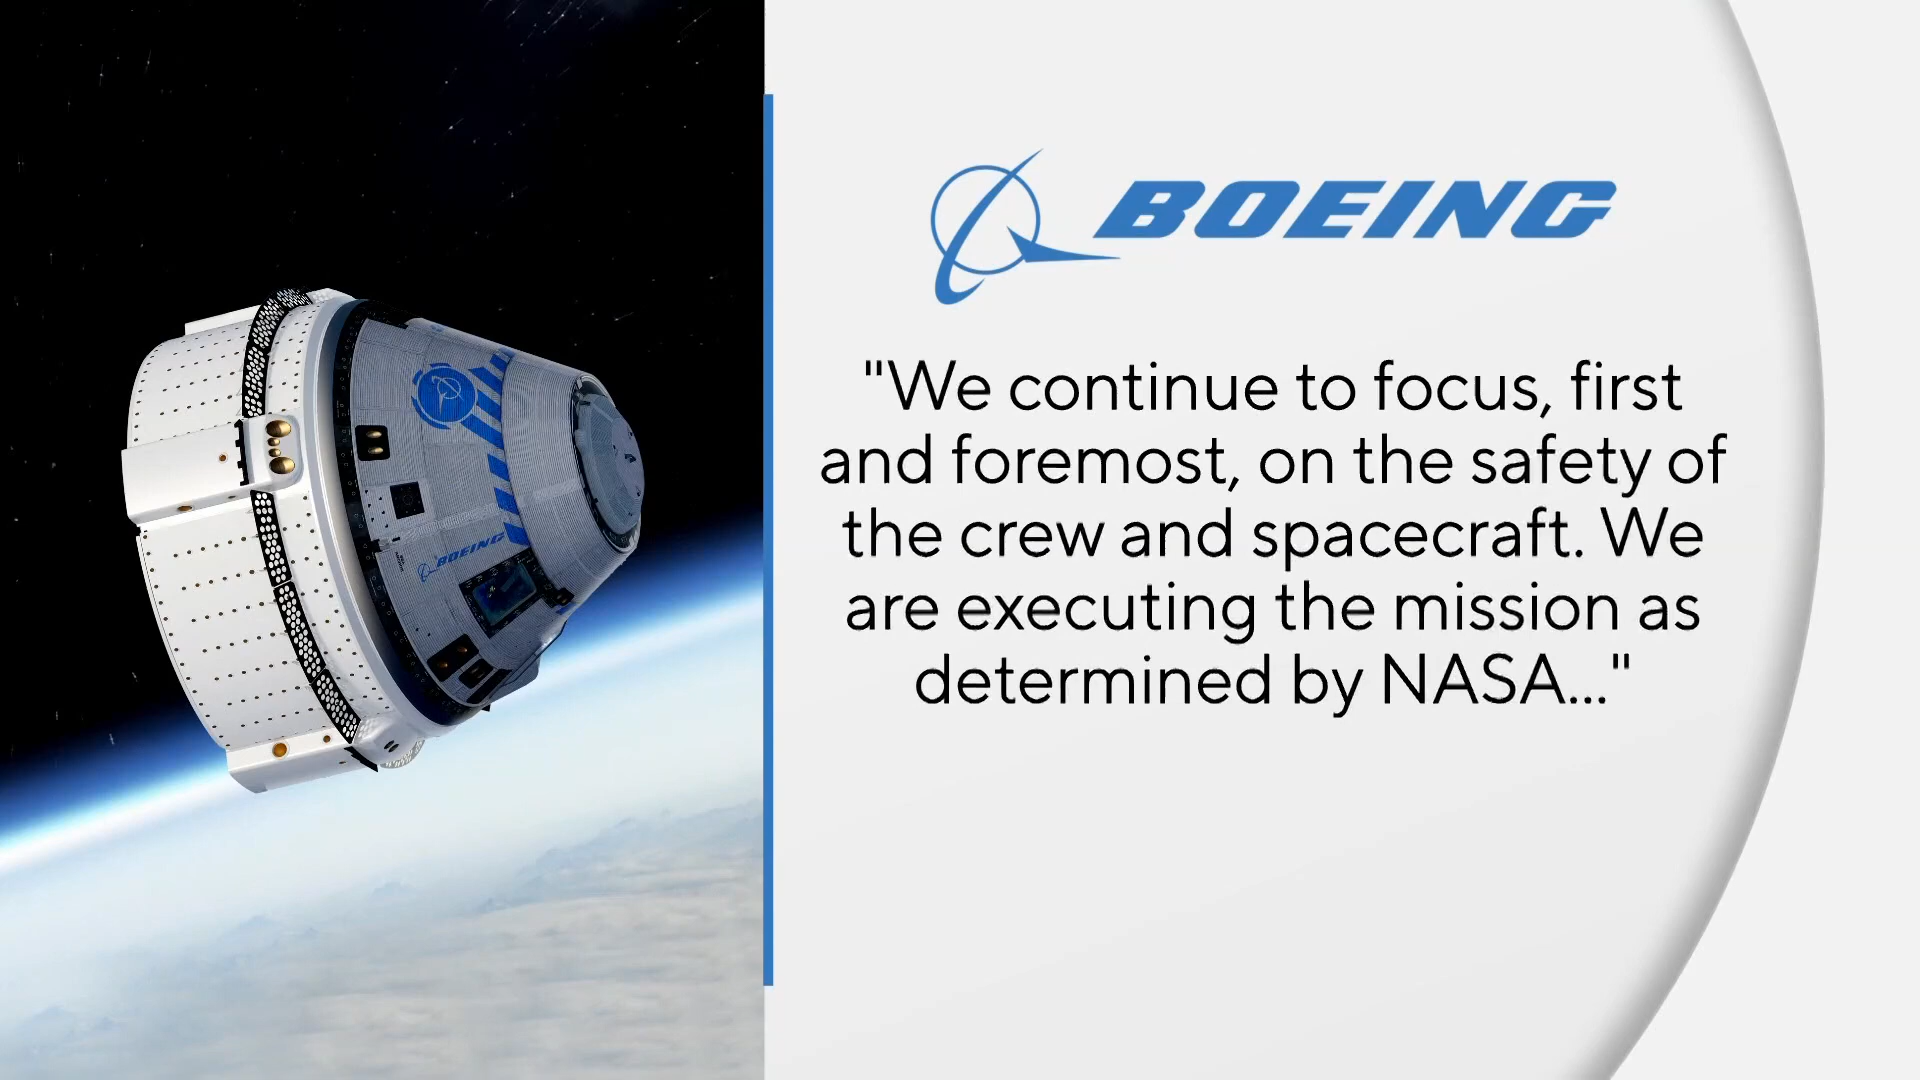 BOEING
"We continue to focus, first
and foremost, on the safety of
the crew and spacecraft. We
are executing the mission as
determined by NASA..."
BOEING